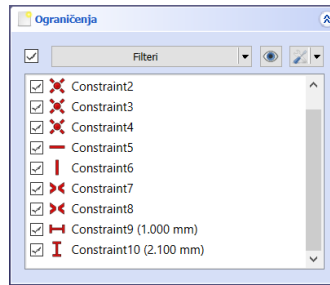 Ograničenja
Filteri
Constraint2
Constraint3
Constraint4
Constraint5
Constraint6
Constraint7
Constraint8
Constraint9 (1.000 mm)
Constraint10 (2.100 mm)